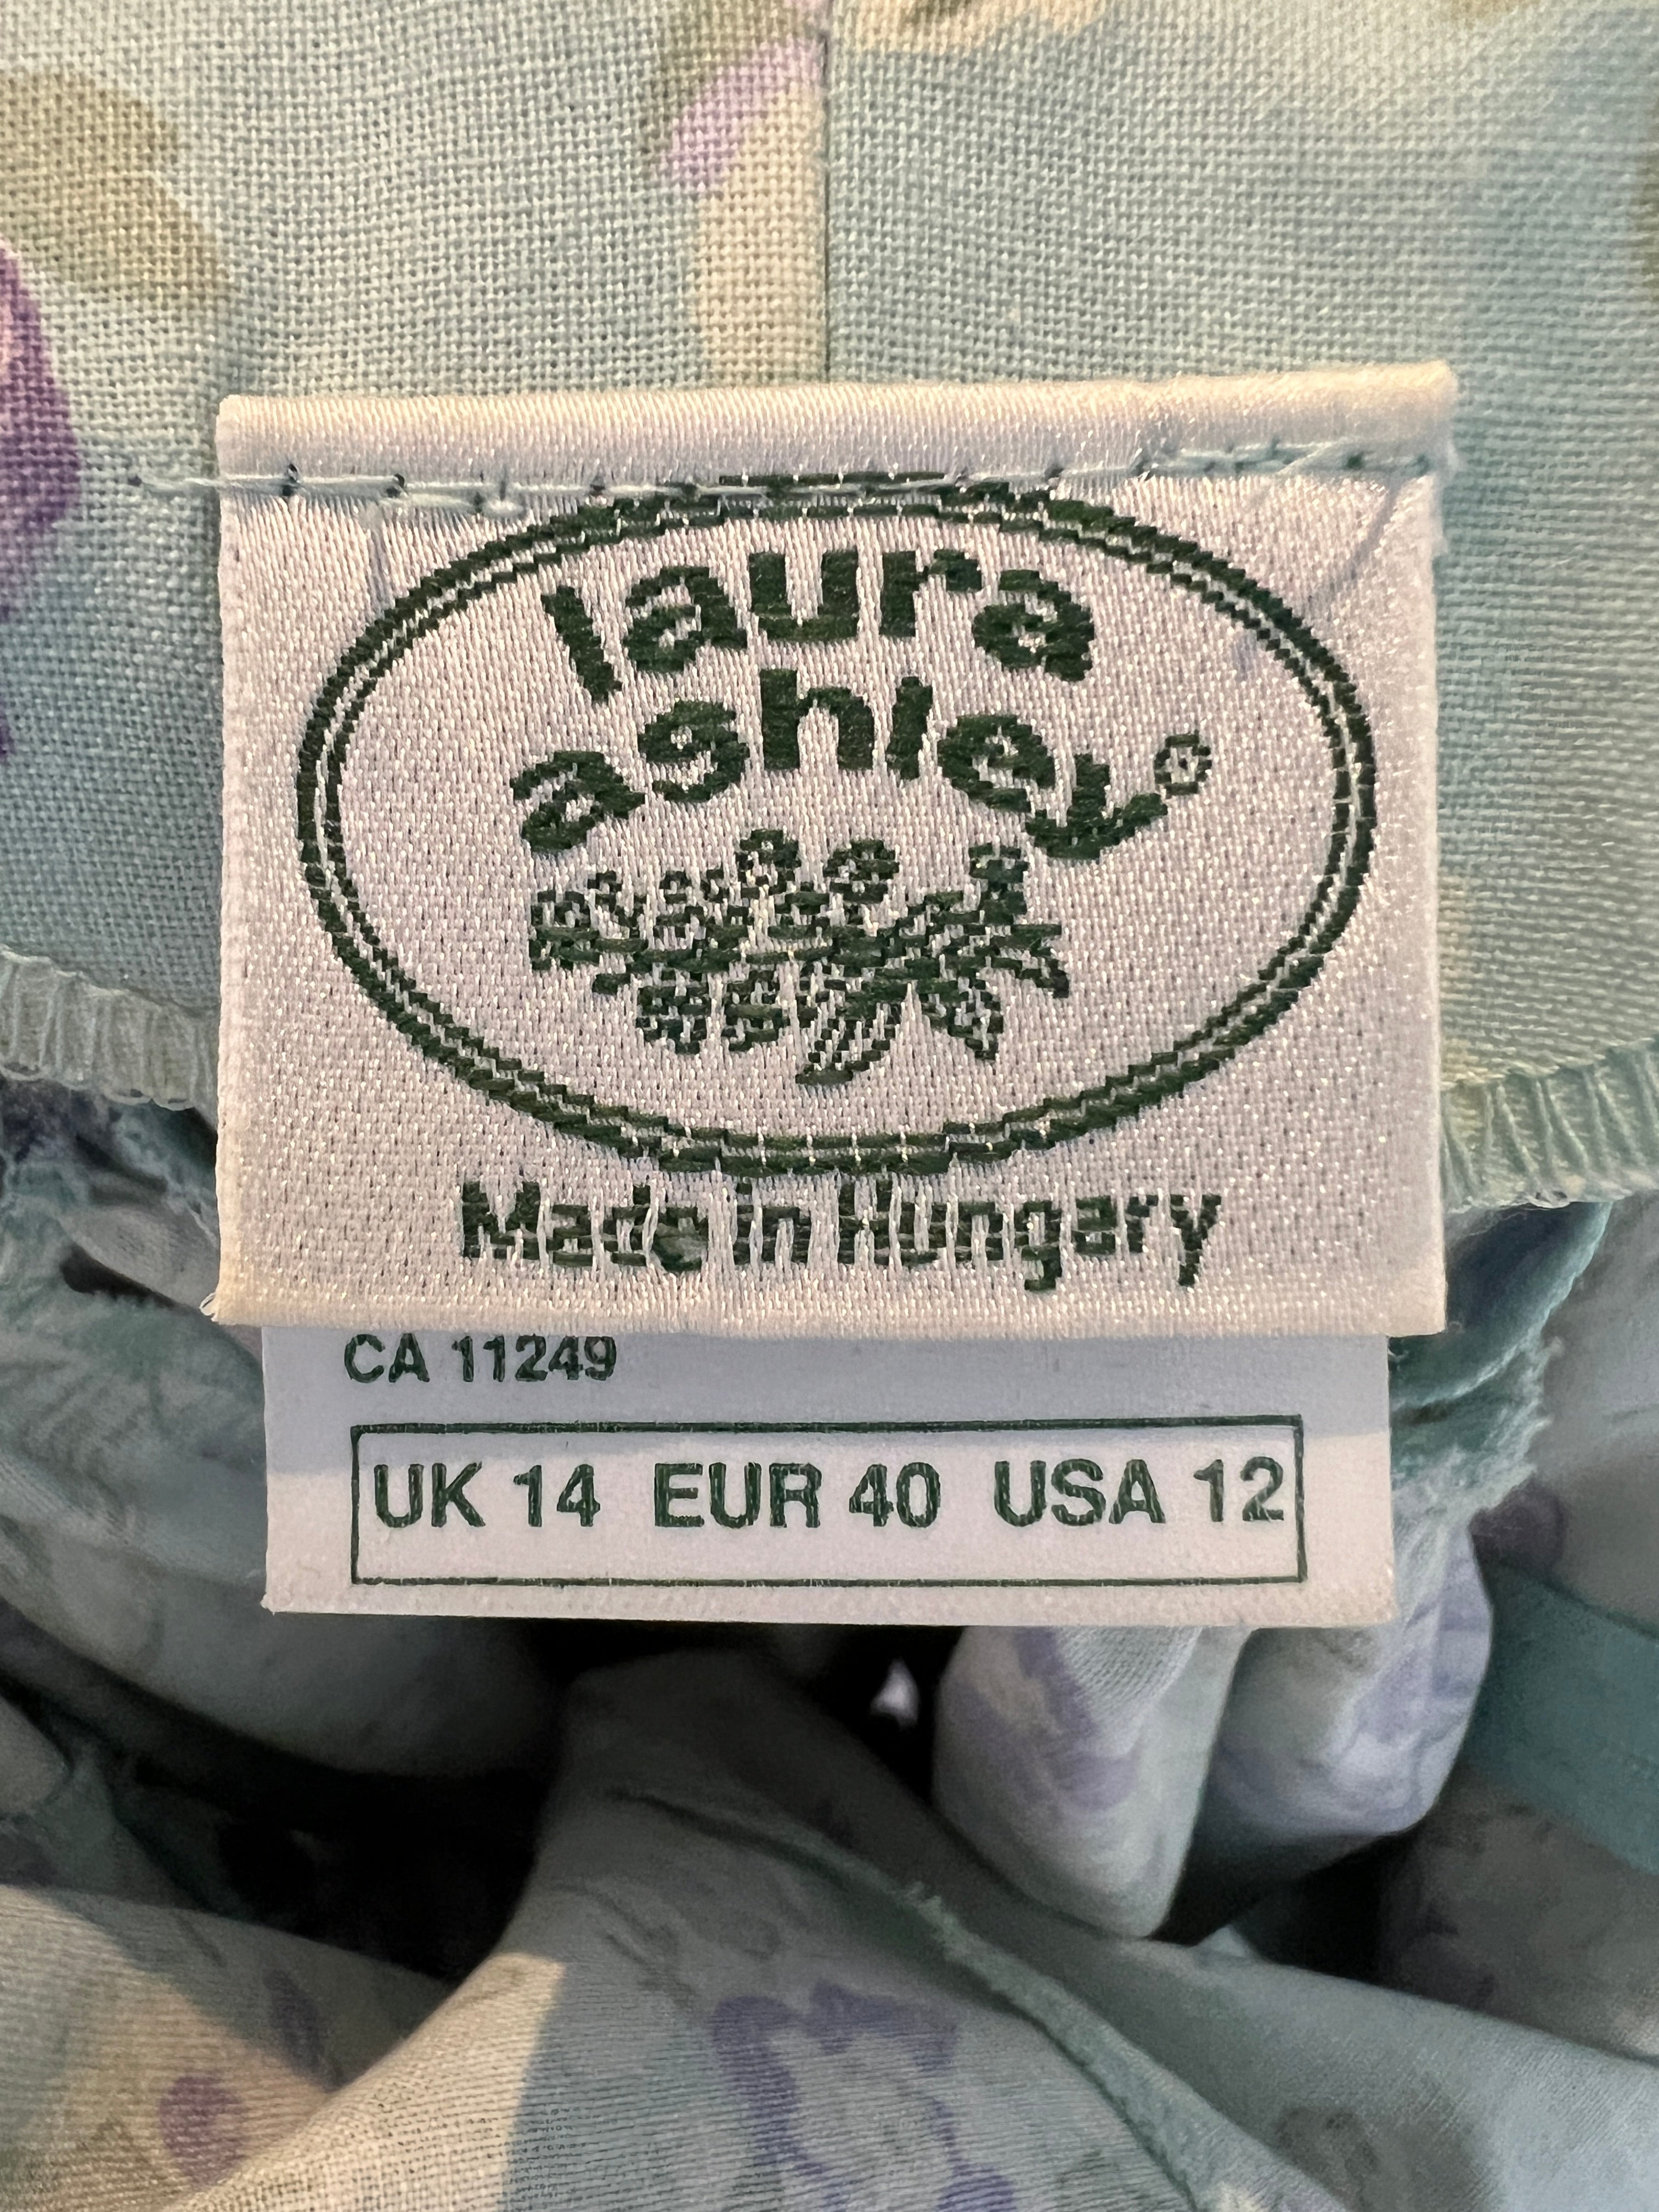 laura
ashley®
Made in Hungary
CA 11249
UK 14 EUR 40 USA 12